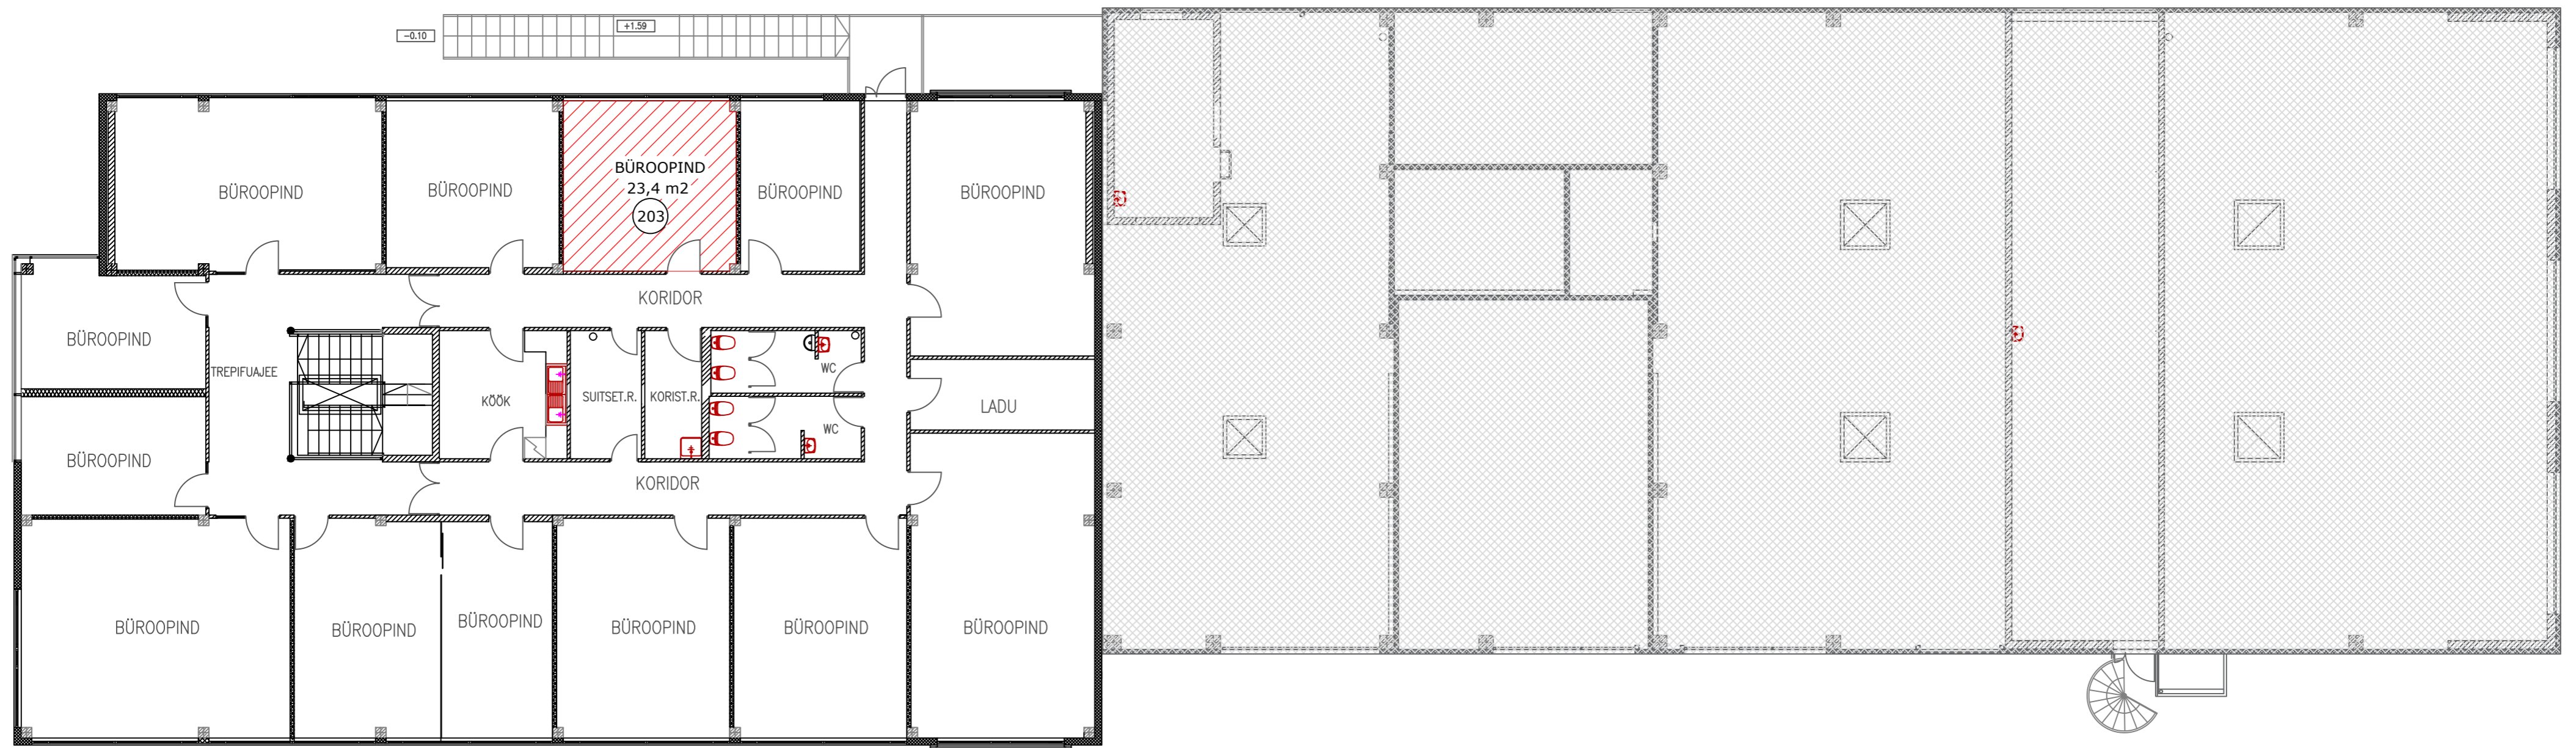 +1.59
-0.10
BÜROOPIND
23,4 m2
203
BÜROOPIND
BÜROOPIND
BÜROOPIND
BÜROOPIND
KORIDOR
BÜROOPIND
TREPIFUAJEE
WC
KÖÖK
SUITSET.R.
KORIST.R.
LADU
WC
BÜROOPIND
KORIDOR
BÜROOPIND
BÜROOPIND
BÜROOPIND
BÜROOPIND
BÜROOPIND
BÜROOPIND